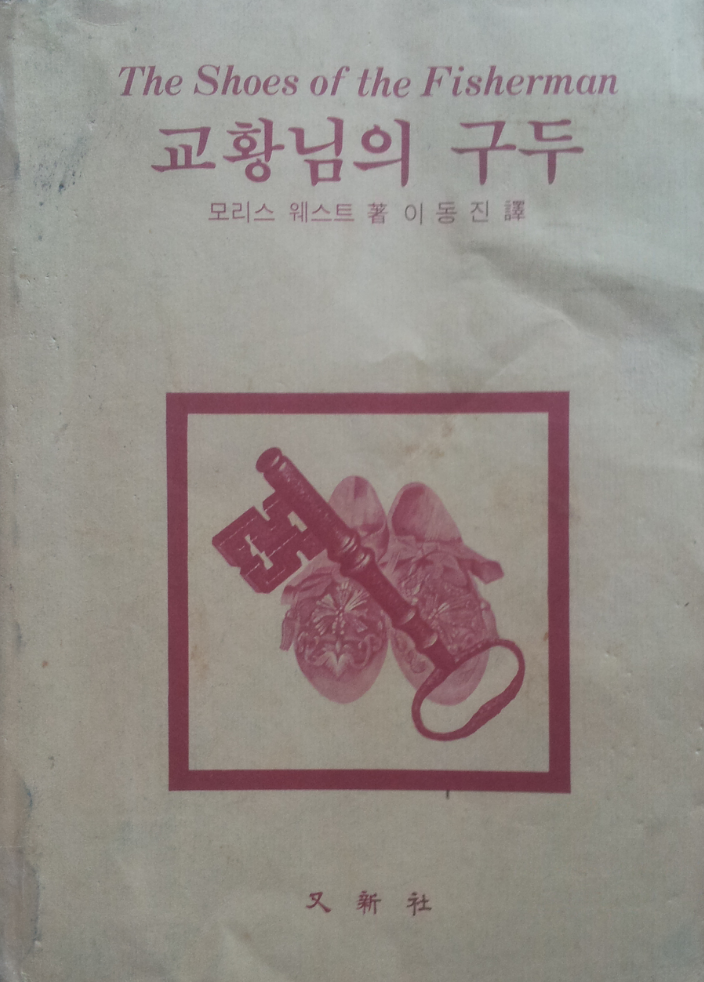 The Shoes of the Fisherman
교황님의 구두
모리스 웨스트 著 이동진 譯
又新社